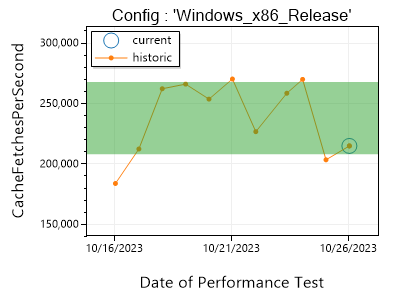 Config : 'Windows_x86_Release'
current
historic
CacheFetchesPerSecond
300,000
250,000
200,000
150,000
10/16/2023
10/21/2023
10/26/2023
Date of Performance Test